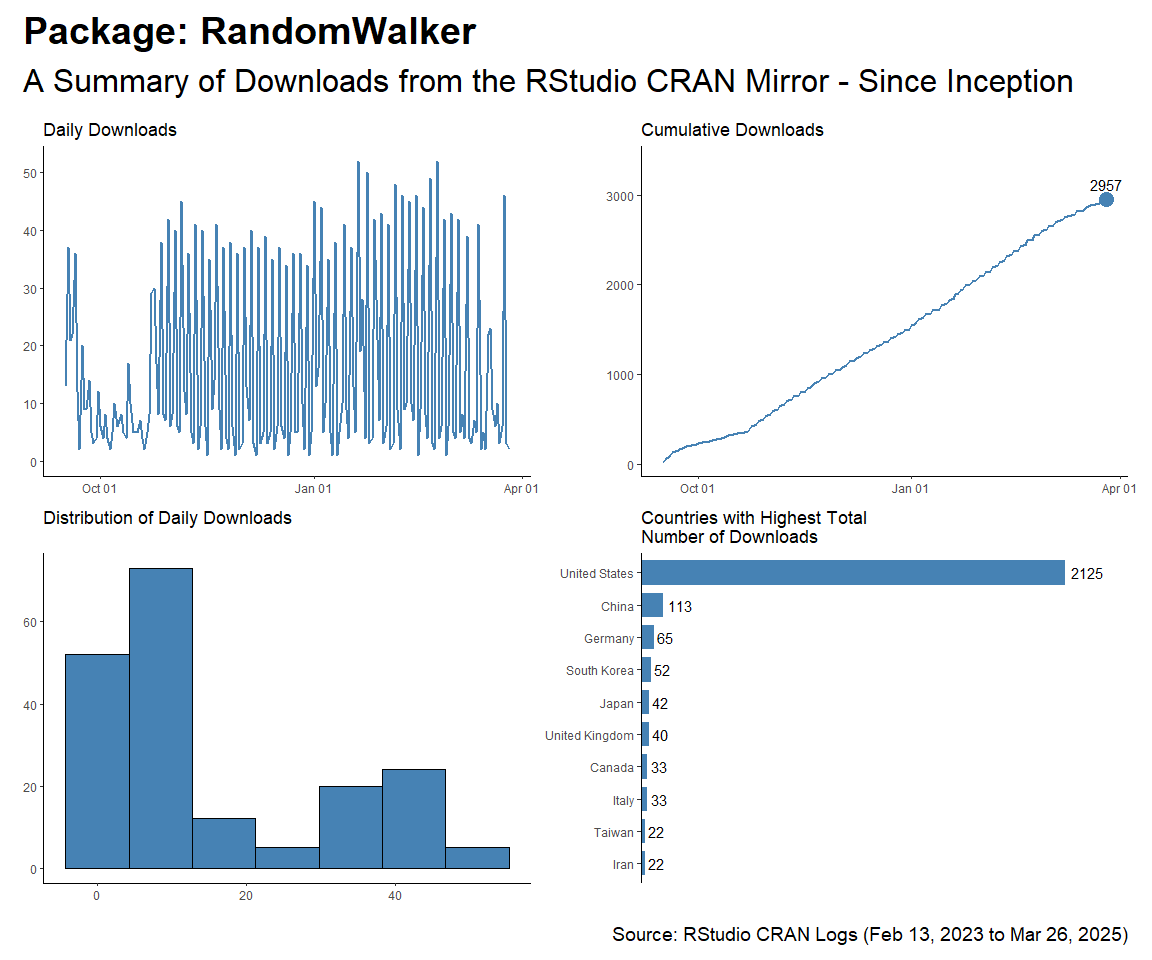 Package: RandomWalker
A Summary of Downloads from the RStudio CRAN Mirror - Since Inception
Daily Downloads
50
40
30
20
10
0
Oct 01
Jan 01
Apr 01
Cumulative Downloads
2957
3000
2000
1000
0
Oct 01
Jan 01
Apr 01
Distribution of Daily Downloads
60
40
20
0
0
20
40
Countries with Highest Total
Number of Downloads
United States 2125
China 113
Germany 65
South Korea 52
Japan 42
United Kingdom 40
Canada 33
Italy 33
Taiwan 22
Iran 22
Source: RStudio CRAN Logs (Feb 13, 2023 to Mar 26, 2025)